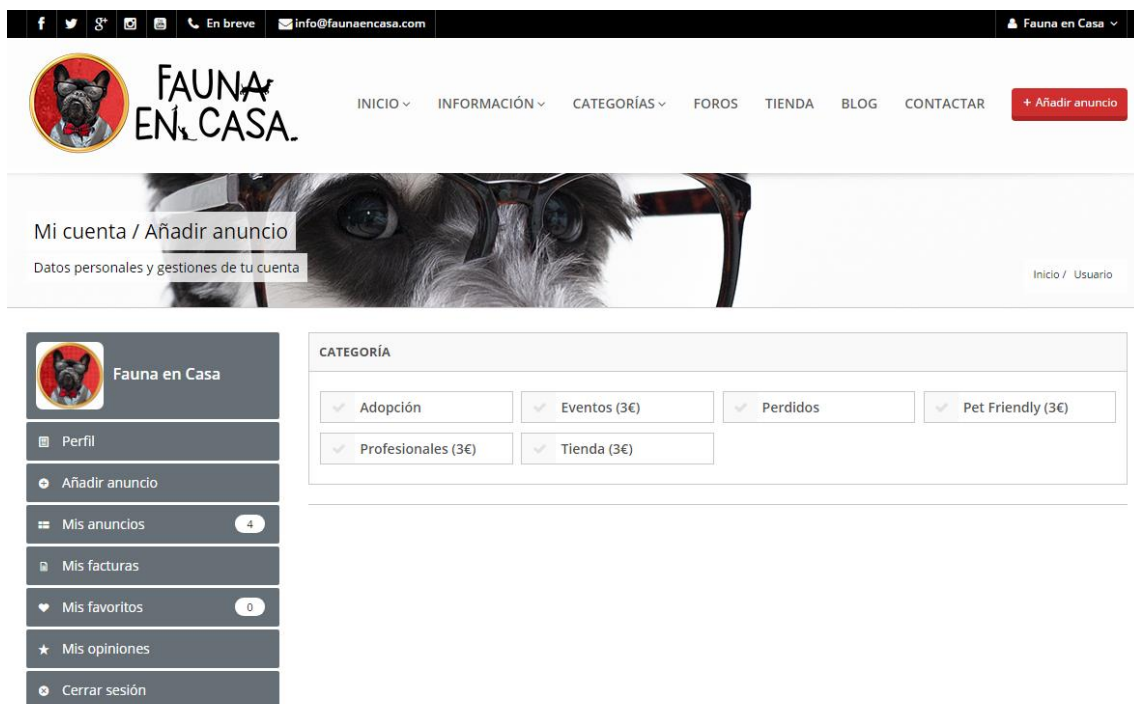 En breve
info@faunaencasa.com
Fauna en Casa
FAUNA
EN CASA
INICIO INFORMACIÓN CATEGORÍAS FOROS TIENDA BLOG CONTACTAR
+ Añadir anuncio
Mi cuenta / Añadir anuncio
Datos personales y gestiones de tu cuenta
Inicio / Usuario
Fauna en Casa
Perfil
Añadir anuncio
Mis anuncios 4
Mis facturas
Mis favoritos 0
Mis opiniones
Cerrar sesión
CATEGORÍA
Adopción
Eventos (3€)
Perdidos
Pet Friendly (3€)
Profesionales (3€)
Tienda (3€)